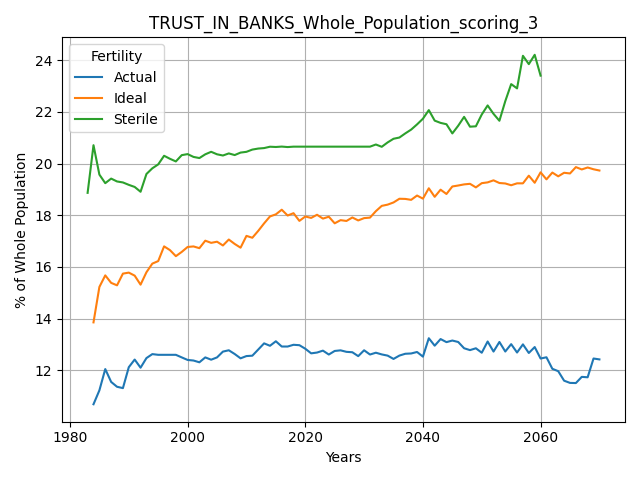 TRUST_IN_BANKS_Whole_Population_scoring_3
Fertility
Actual
Ideal
Sterile
24
22
20
18
16
14
12
% of Whole Population
1980
2000
2020
2040
2060
Years